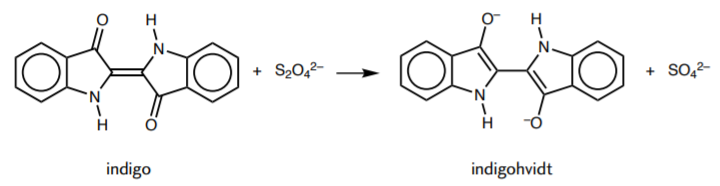 O H O⁻ H
N N
+ S₂O₄²⁻ + SO₄²⁻
N N
H O H ⁻O
indigo indigohvidt